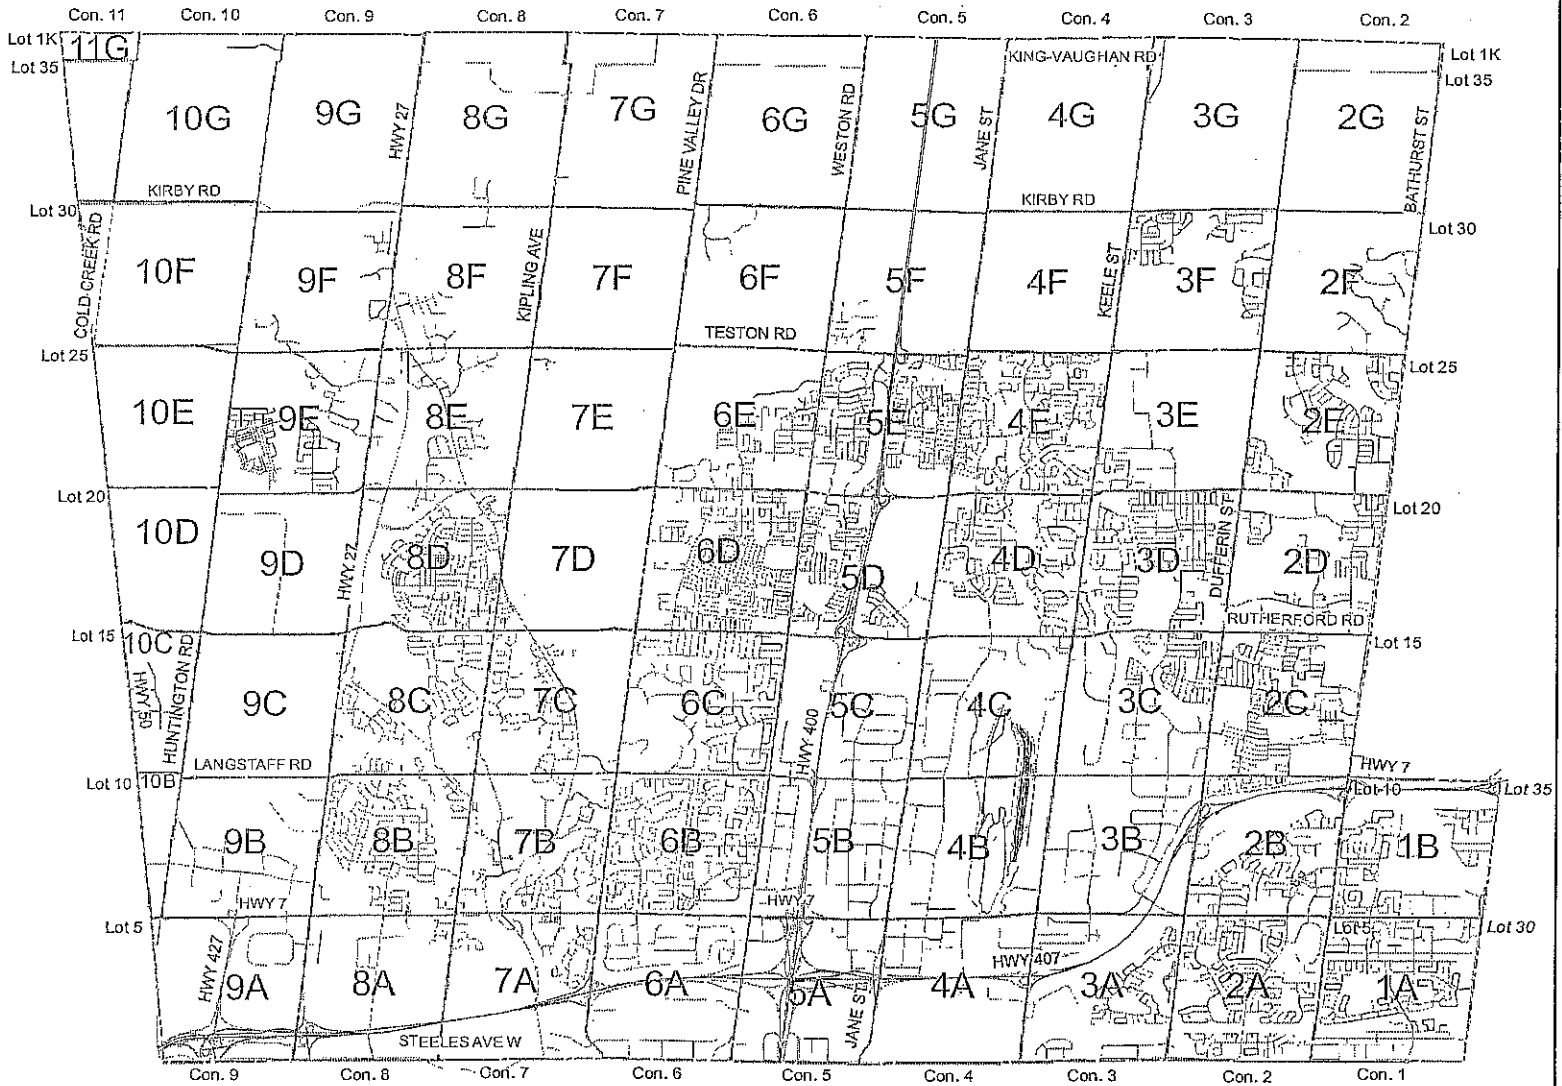 Con. 11 Con. 10 Con. 9 Con. 8 Con. 7 Con. 6 Con. 5 Con. 4 Con. 3 Con. 2
Lot 1K 11G KING-VAUGHAN RD Lot 1K
Lot 35 Lot 35
10G 9G HWY 27 8G 7G PINE VALLEY DR 6G WESTON RD 5G JANE ST 4G 3G 2G BATHURST ST
KIRBY RD KIRBY RD
Lot 30 Lot 30
COLD CREEK RD 10F 9F 8F KIPLING AVE 7F 6F 5F 4F KEELE ST 3F 2F
TESTON RD
Lot 25 Lot 25
10E 9E 8E 7E 6E 5E 4E 3E 2E
Lot 20 Lot 20
10D 9D HWY 27 8D 7D 6D 5D 4D 3D DUFFERIN ST 2D
RUTHERFORD RD
Lot 15 10C Lot 15
HWY 50 HUNTINGTON RD 9C 8C 7C 6C HWY 400 5C 4C 3C 2C
LANGSTAFF RD HWY 7
Lot 10 10B Lot 10 Lot 35
9B 8B 7B 6B 5B 4B 3B 2B 1B
HWY 7 HWY 7
Lot 5 Lot 5 Lot 30
HWY 427 9A 8A 7A 6A 5A JANE ST 4A HWY 407 3A 2A 1A
STEELES AVE W
Con. 9 Con. 8 Con. 7 Con. 6 Con. 5 Con. 4 Con. 3 Con. 2 Con. 1